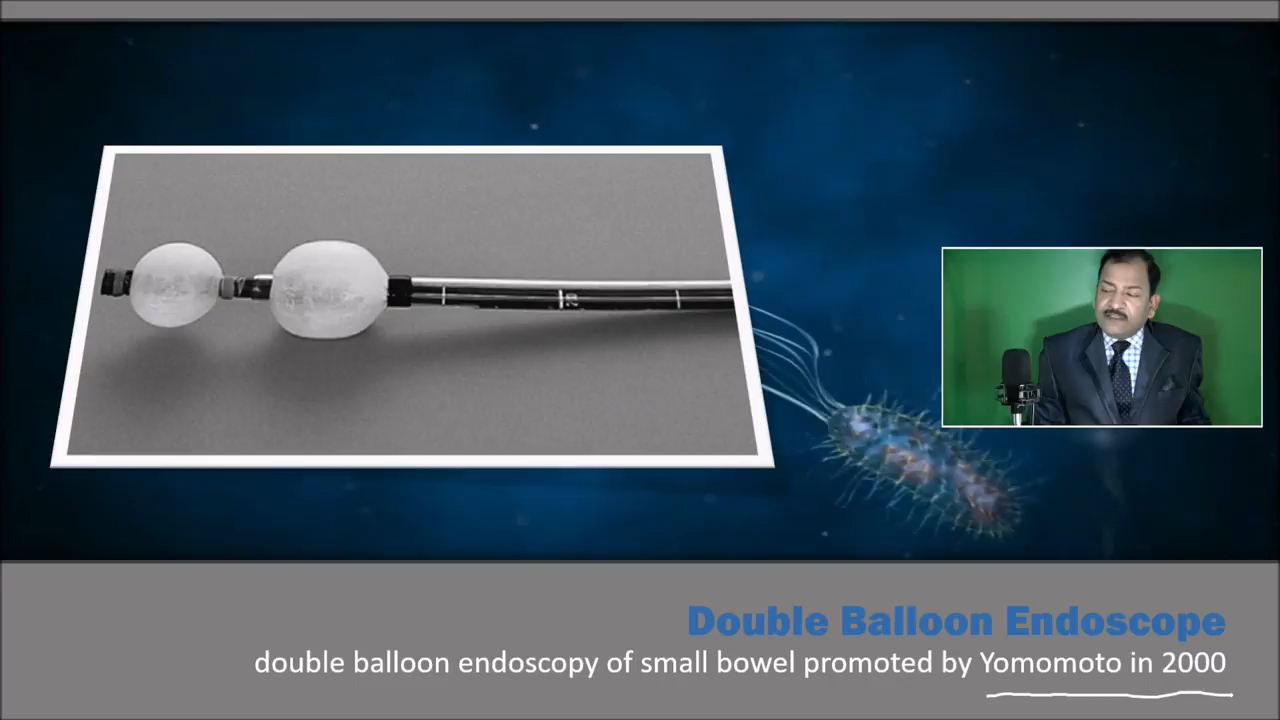 Double Balloon Endoscope
double balloon endoscopy of small bowel promoted by Yomomoto in 2000